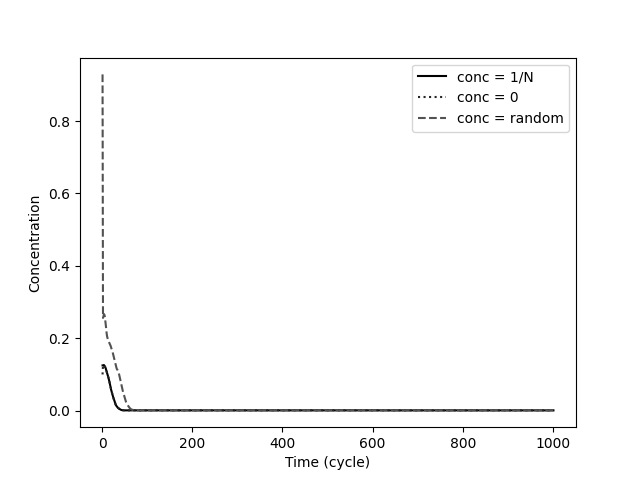 conc = 1/N
conc = 0
conc = random
0.8
0.6
0.4
0.2
0.0
Concentration
0 200 400 600 800 1000
Time (cycle)